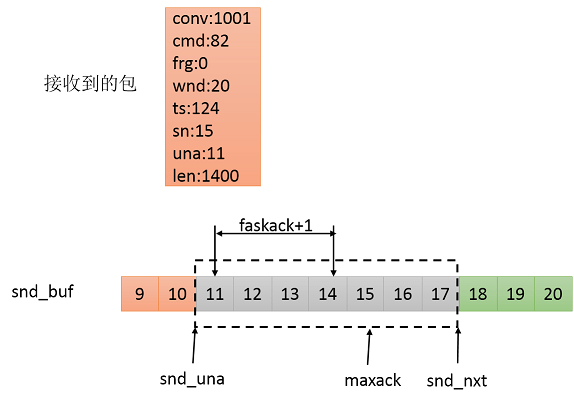 接收到的包
conv:1001
cmd:82
frg:0
wnd:20
ts:124
sn:15
una:11
len:1400
faskack+1
snd_buf
9 10 11 12 13 14 15 16 17 18 19 20
snd_una maxack snd_nxt